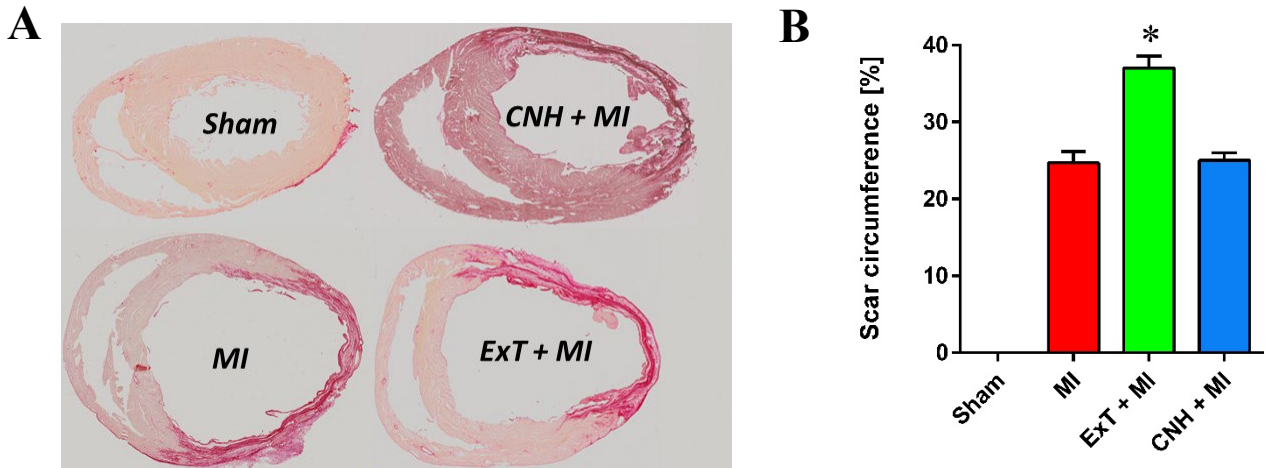 A
Sham
CNH + MI
MI
ExT + MI
B
Scar circumference [%]
40
30
20
10
0
*
Sham
MI
ExT + MI
CNH + MI